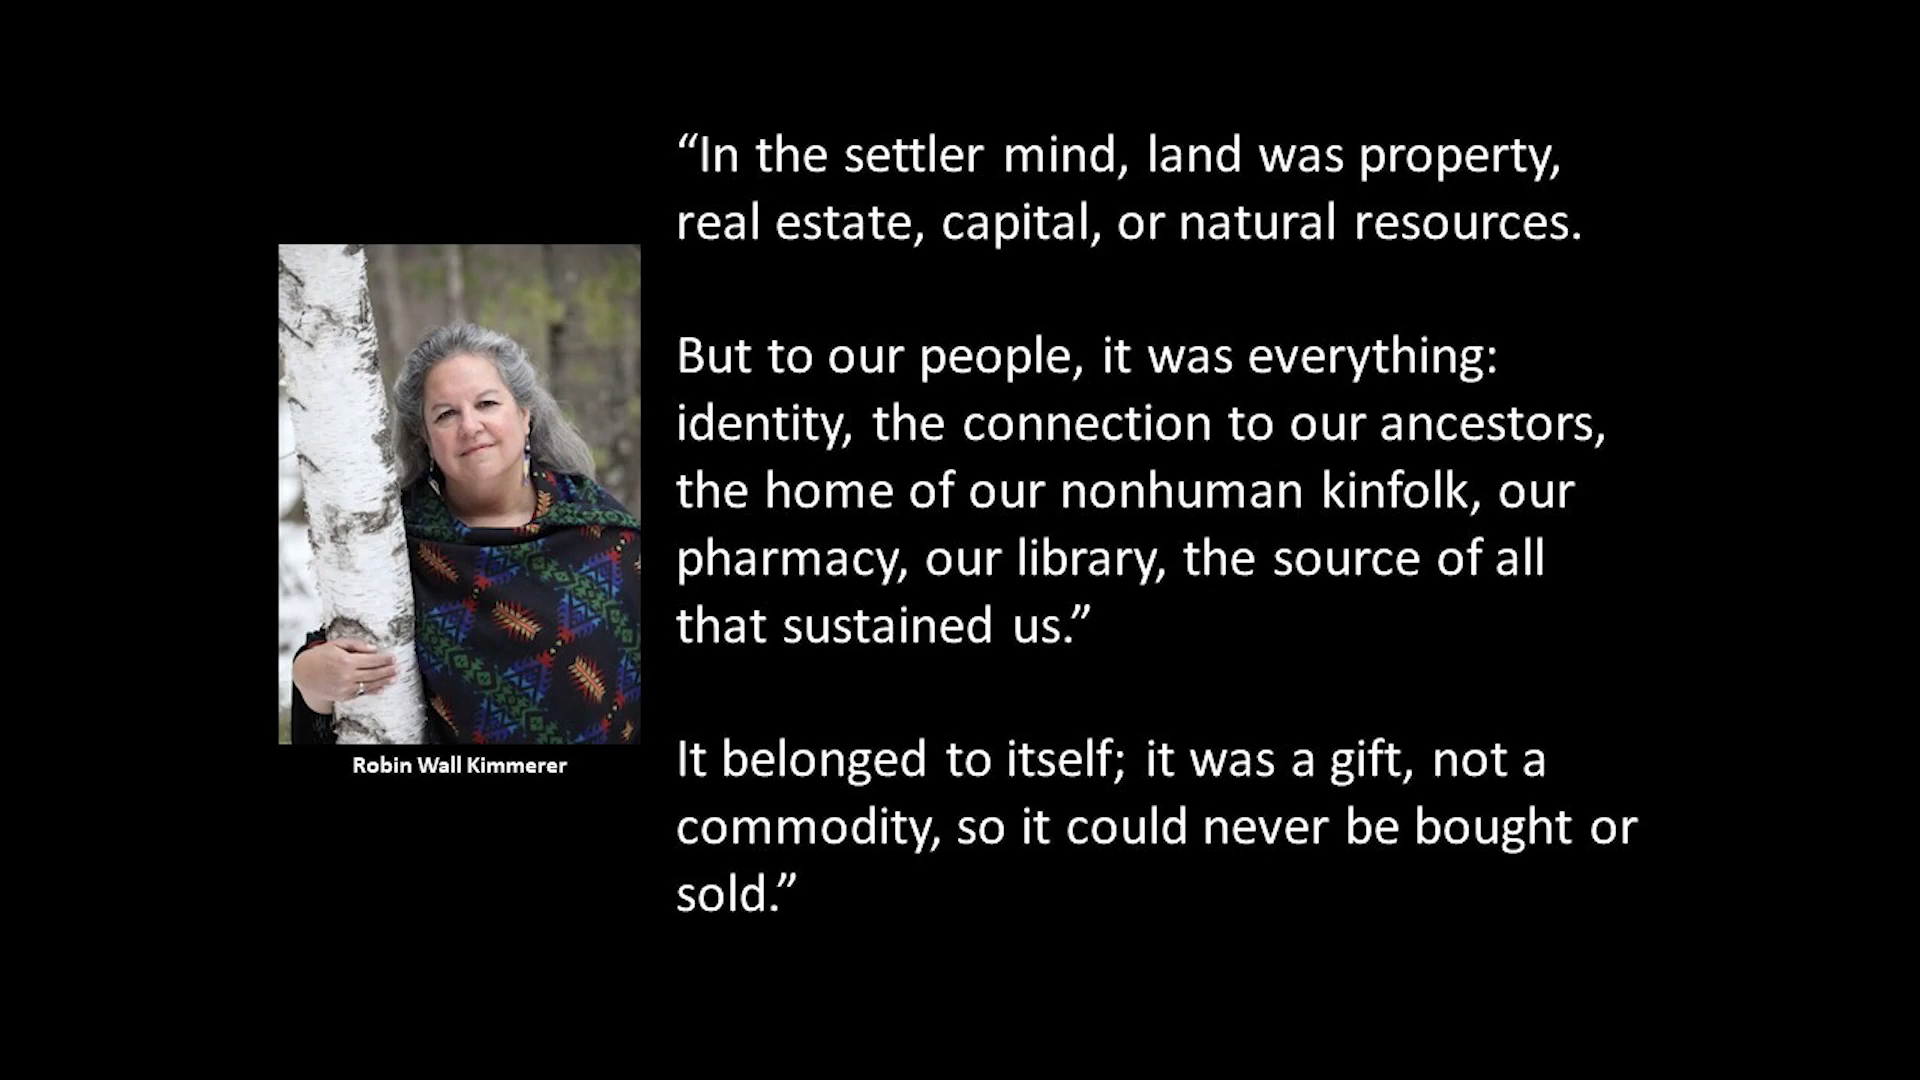 “In the settler mind, land was property,
real estate, capital, or natural resources.
But to our people, it was everything:
identity, the connection to our ancestors,
the home of our nonhuman kinfolk, our
pharmacy, our library, the source of all
that sustained us.”
It belonged to itself; it was a gift, not a
commodity, so it could never be bought or
sold.”
Robin Wall Kimmerer